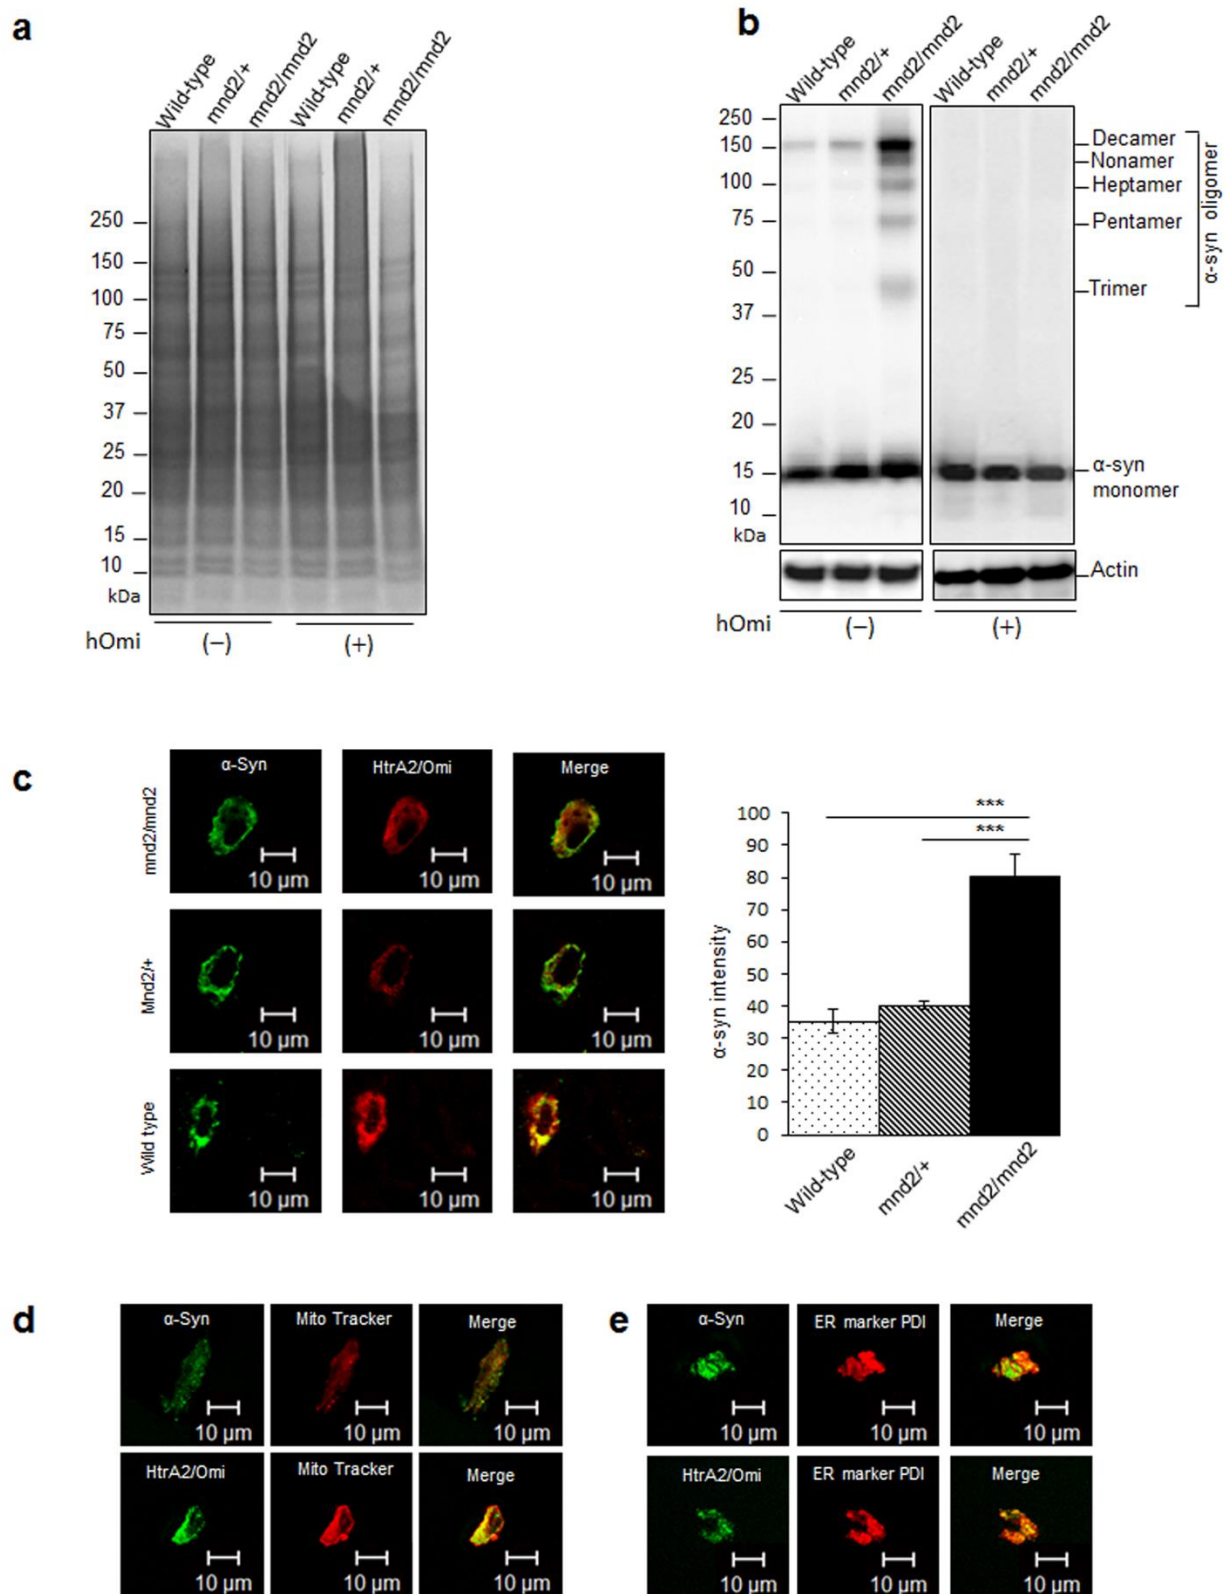 a
Wild-type
mnd2/+
mnd2/mnd2
Wild-type
mnd2/+
mnd2/mnd2
250
150
100
75
50
37
25
20
15
10
kDa
hOmi
(−)
(+)
b
Wild-type
mnd2/+
mnd2/mnd2
Wild-type
mnd2/+
mnd2/mnd2
250
150
100
75
50
37
25
20
15
10
kDa
Decamer
Nonamer
Heptamer
Pentamer
Trimer
α-syn oligomer
α-syn
monomer
Actin
hOmi
(−)
(+)
c
mnd2/mnd2
α-Syn
10 µm
HtrA2/Omi
10 µm
Merge
10 µm
Mnd2/+
10 µm
10 µm
10 µm
Wild type
10 µm
10 µm
10 µm
α-syn intensity
100
90
80
70
60
50
40
30
20
10
0
***
***
Wild-type
mnd2/+
mnd2/mnd2
d
α-Syn
10 µm
Mito Tracker
10 µm
Merge
10 µm
HtrA2/Omi
10 µm
Mito Tracker
10 µm
Merge
10 µm
e
α-Syn
10 µm
ER marker PDI
10 µm
Merge
10 µm
HtrA2/Omi
10 µm
ER marker PDI
10 µm
Merge
10 µm